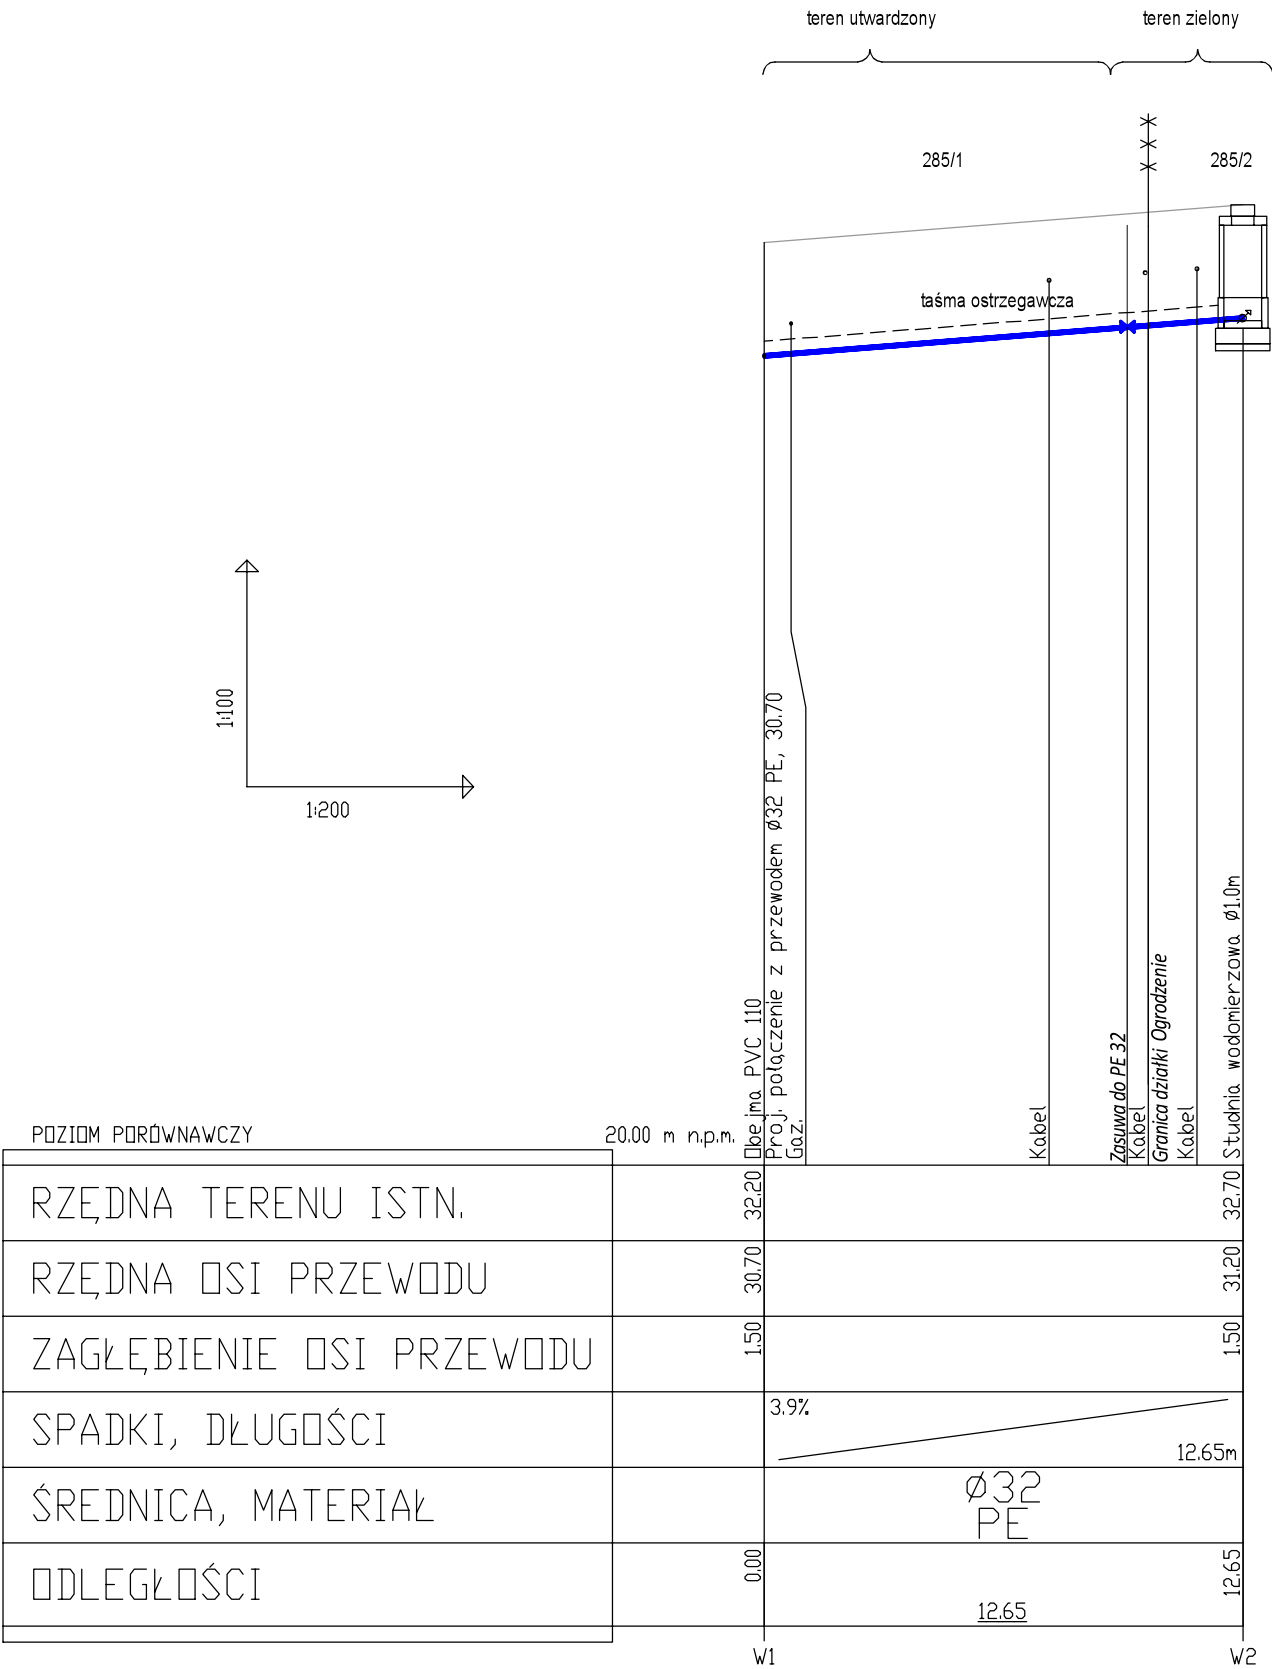 teren utwardzony
teren zielony
285/1
285/2
taśma ostrzegawcza
1:100
1:200
Obejma PVC 110
Proj. połączenie z przewodem ø32 PE, 30.70
Gaz.
Kabel
Zasuwa do PE 32
Kabel
Granica działki Ogrodzenie
Kabel
Studnia wodomierzowa ø1.0m
POZIOM PORÓWNAWCZY
20.00 m n.p.m.
RZĘDNA TERENU ISTN.
32.20
32.70
RZĘDNA OSI PRZEWODU
30.70
31.20
ZAGŁĘBIENIE OSI PRZEWODU
1.50
1.50
SPADKI, DŁUGOŚCI
3.9%
12.65m
ŚREDNICA, MATERIAŁ
ø32
PE
ODLEGŁOŚCI
0.00
12.65
12.65
W1
W2